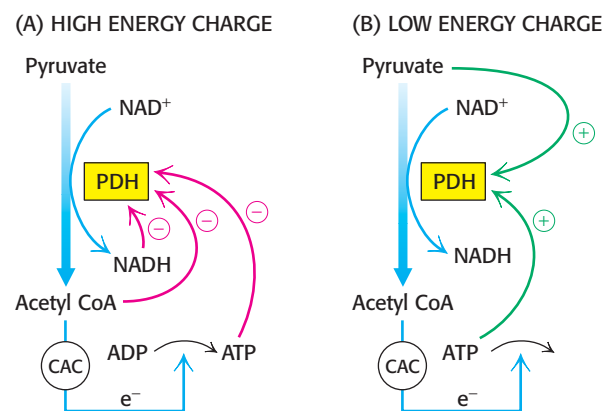 (A) HIGH ENERGY CHARGE
Pyruvate
NAD⁺
PDH
−
−
−
NADH
Acetyl CoA
ADP
ATP
CAC
e⁻
(B) LOW ENERGY CHARGE
Pyruvate
NAD⁺
+
PDH
+
NADH
Acetyl CoA
ATP
CAC
e⁻